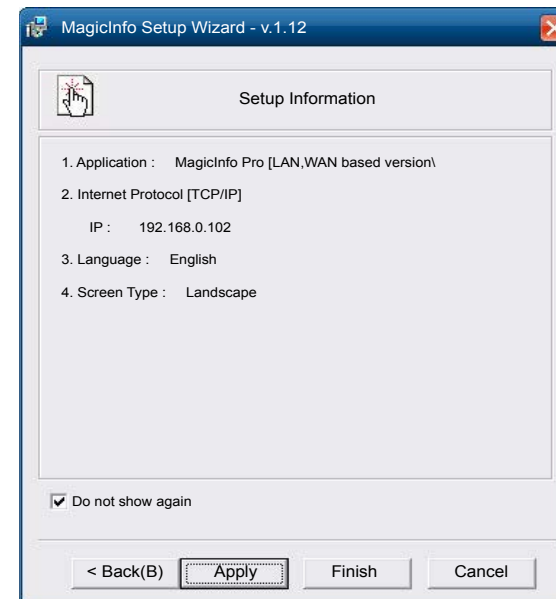 MagicInfo Setup Wizard - v.1.12
Setup Information
1. Application : MagicInfo Pro [LAN,WAN based version\
2. Internet Protocol [TCP/IP]
IP : 192.168.0.102
3. Language : English
4. Screen Type : Landscape
Do not show again
< Back(B) Apply Finish Cancel